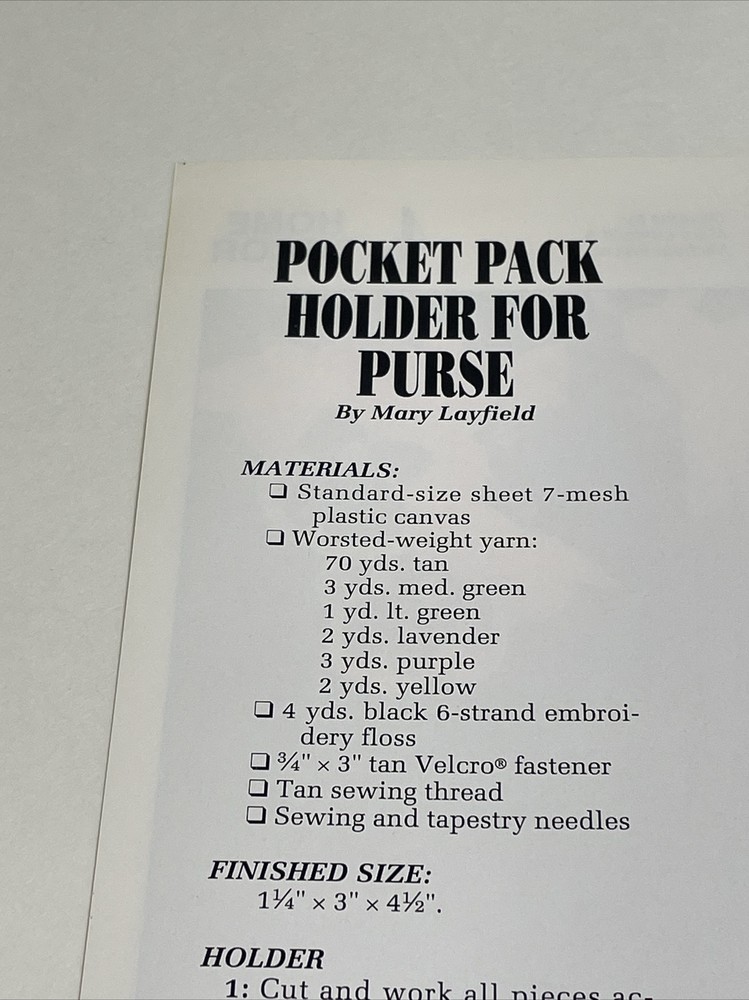 POCKET PACK
HOLDER FOR
PURSE
By Mary Layfield
MATERIALS:
❏ Standard-size sheet 7-mesh
plastic canvas
❏ Worsted-weight yarn:
70 yds. tan
3 yds. med. green
1 yd. lt. green
2 yds. lavender
3 yds. purple
2 yds. yellow
❏ 4 yds. black 6-strand embroi-
dery floss
❏ ¾" × 3" tan Velcro® fastener
❏ Tan sewing thread
❏ Sewing and tapestry needles
FINISHED SIZE:
1¼" × 3" × 4½".
HOLDER
1: Cut and work all pieces ac-